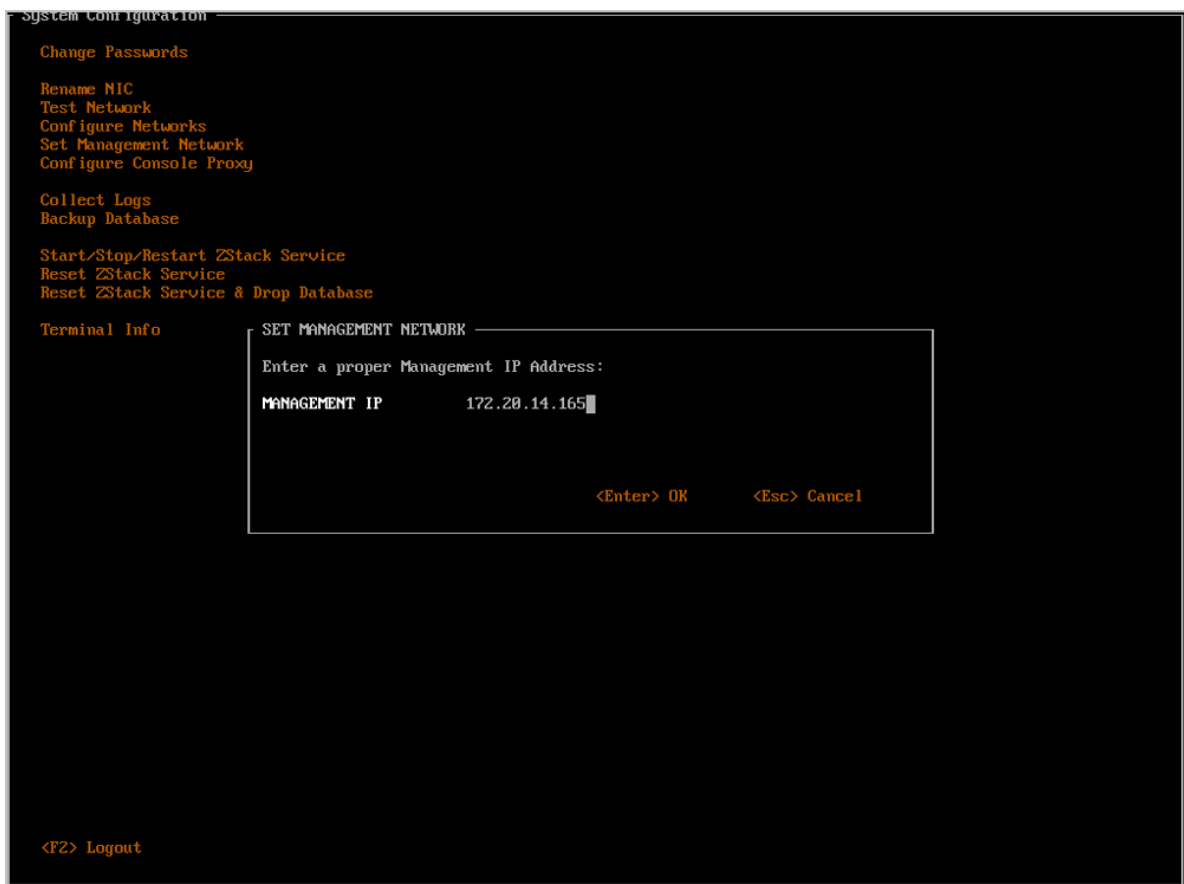 System Configuration
Change Passwords
Rename NIC
Test Network
Configure Networks
Set Management Network
Configure Console Proxy
Collect Logs
Backup Database
Start/Stop/Restart ZStack Service
Reset ZStack Service
Reset ZStack Service & Drop Database
Terminal Info
SET MANAGEMENT NETWORK
Enter a proper Management IP Address:
MANAGEMENT IP 172.20.14.165
<Enter> OK <Esc> Cancel
<F2> Logout